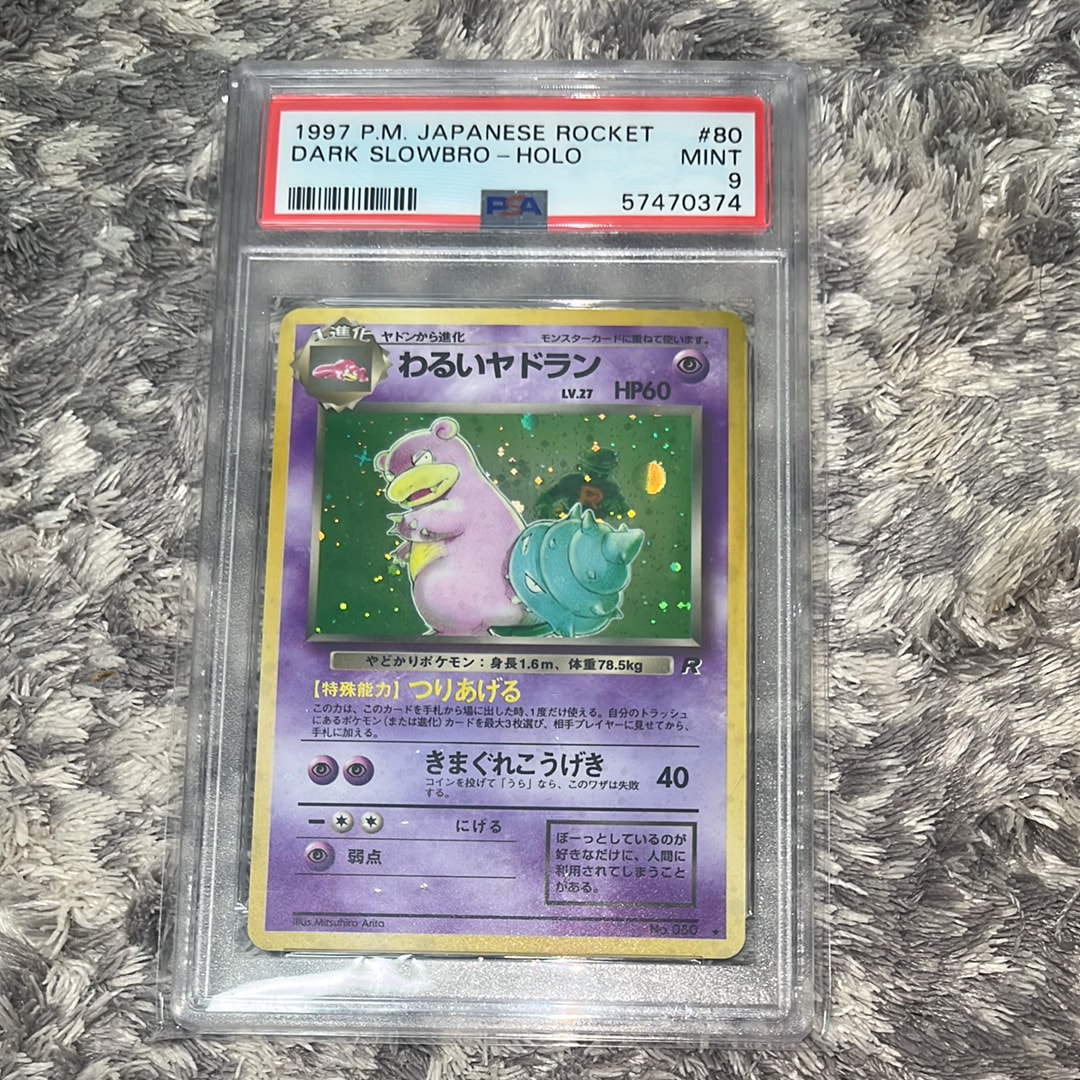 1997 P.M. JAPANESE ROCKET #80
DARK SLOWBRO – HOLO MINT
9
PSA 57470374
1進化 ヤドンから進化 モンスターカードに重ねて使います。
わるいヤドラン
LV.27 HP60
R
やどかりポケモン:身長1.6m、体重78.5kg R
【特殊能力】つりあげる
この力は、このカードを手札から場に出した時、1度だけ使える。自分のトラッシュ
にあるポケモン(または進化)カードを最大3枚選び、相手プレイヤーに見せてから、
手札に加える。
きまぐれこうげき 40
コインを投げて「うら」なら、このワザは失敗
する。
にげる
弱点
ぼーっとしているのが
好きなだけに、人間に
利用されてしまうこと
がある。
Illus.Mitsuhiro Arita No.080 ★